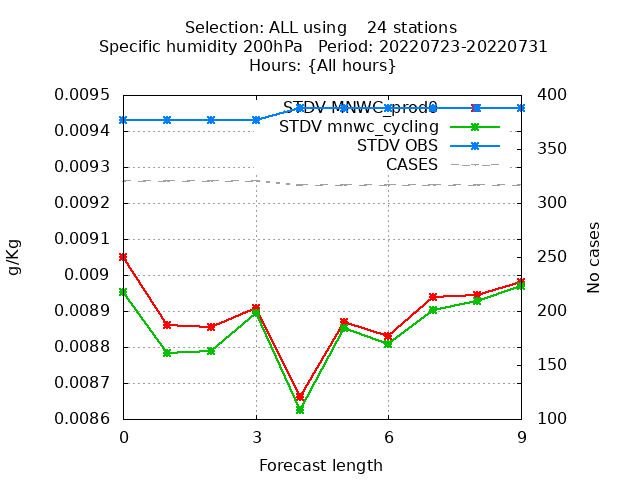 Selection: ALL using    24 stations
Specific humidity 200hPa   Period: 20220723-20220731
Hours: {All hours}
0.0095
0.0094
0.0093
0.0092
0.0091
0.009
0.0089
0.0088
0.0087
0.0086
g/Kg
STDV MNWC_prod0
STDV mnwc_cycling
STDV OBS
CASES
400
350
300
250
200
150
100
No cases
0
3
6
9
Forecast length